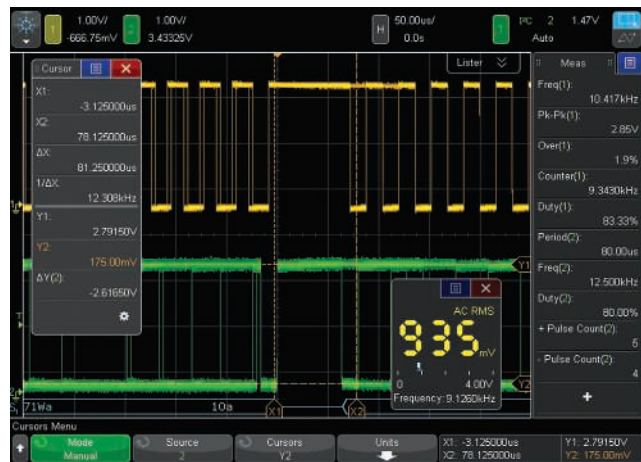 1 1.00V/ 2 1.00V/ H 50.00us/ 1 I²C 2 1.47V
-666.75mV 3.43325V 0.0s Auto
Cursor
X1:
-3.125000us
X2:
78.125000us
ΔX:
81.250000us
1/ΔX:
12.308kHz
Y1:
2.79150V
Y2:
175.00mV
ΔY(2):
-2.61650V
Lister
Y1
Y2
AC RMS
935 mV
0 4.00V
Frequency: 9.1260kHz
Meas
Freq(1):
10.417kHz
Pk-Pk(1):
2.85V
Over(1):
1.9%
Counter(1):
9.3430kHz
Duty(1):
83.33%
Period(2):
80.00us
Freq(2):
12.500kHz
Duty(2):
80.00%
+ Pulse Count(2):
5
- Pulse Count(2):
4
S₁ 71Wa 10a X1 X2
Cursors Menu
Mode Source Cursors Units X1: -3.125000us Y1: 2.79150V
Manual 2 Y2 X2: 78.125000us Y2: 175.00mV